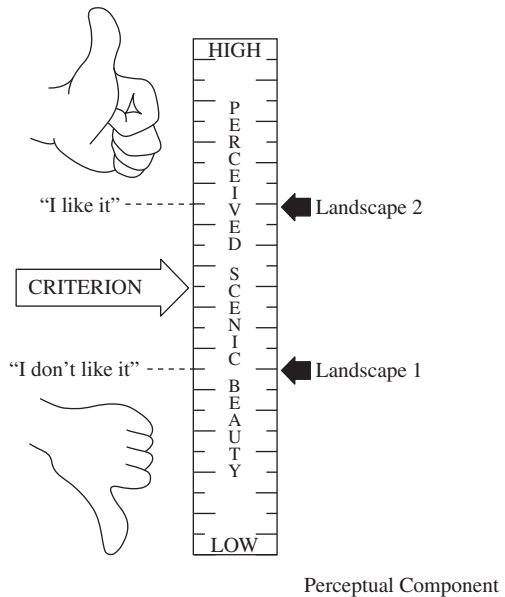 HIGH
PERCEIVED SCENIC BEAUTY
“I like it”
Landscape 2
CRITERION
“I don't like it”
Landscape 1
LOW
Perceptual Component